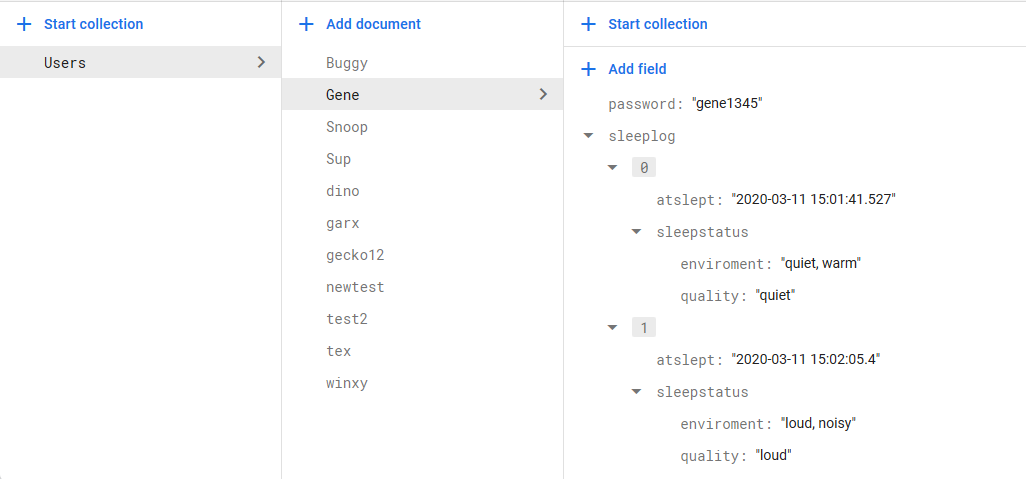 Start collection
Users
Add document
Buggy
Gene
Snoop
Sup
dino
garx
gecko12
newtest
test2
tex
winxy
Start collection
Add field
password: "gene1345"
sleeplog
0
atslept: "2020-03-11 15:01:41.527"
sleepstatus
enviroment: "quiet, warm"
quality: "quiet"
1
atslept: "2020-03-11 15:02:05.4"
sleepstatus
enviroment: "loud, noisy"
quality: "loud"